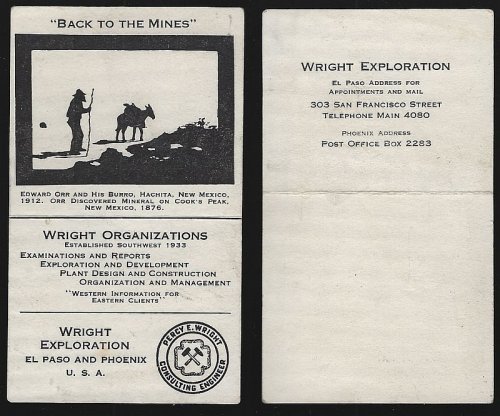 "Back to the Mines"
Edward Orr and His Burro, Hachita, New Mexico,
1912. Orr Discovered Mineral on Cook's Peak,
New Mexico, 1876.
Wright Organizations
Established Southwest 1933
Examinations and Reports
Exploration and Development
Plant Design and Construction
Organization and Management
"Western Information for
Eastern Clients"
Wright
Exploration
El Paso and Phoenix
U. S. A.
PERCY E. WRIGHT
CONSULTING ENGINEER
Wright Exploration
El Paso Address for
Appointments and Mail
303 San Francisco Street
Telephone Main 4080
Phoenix Address
Post Office Box 2283